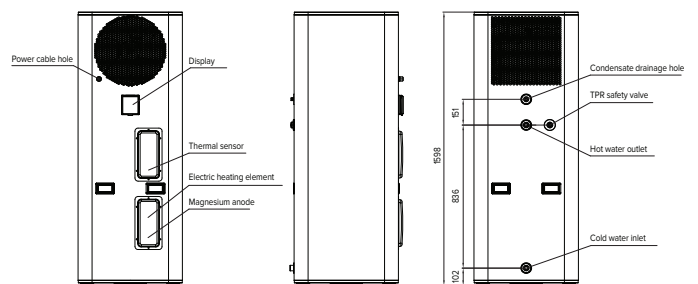 Power cable hole
Display
Thermal sensor
Electric heating element
Magnesium anode
Condensate drainage hole
TPR safety valve
Hot water outlet
Cold water inlet
1598
151
836
102